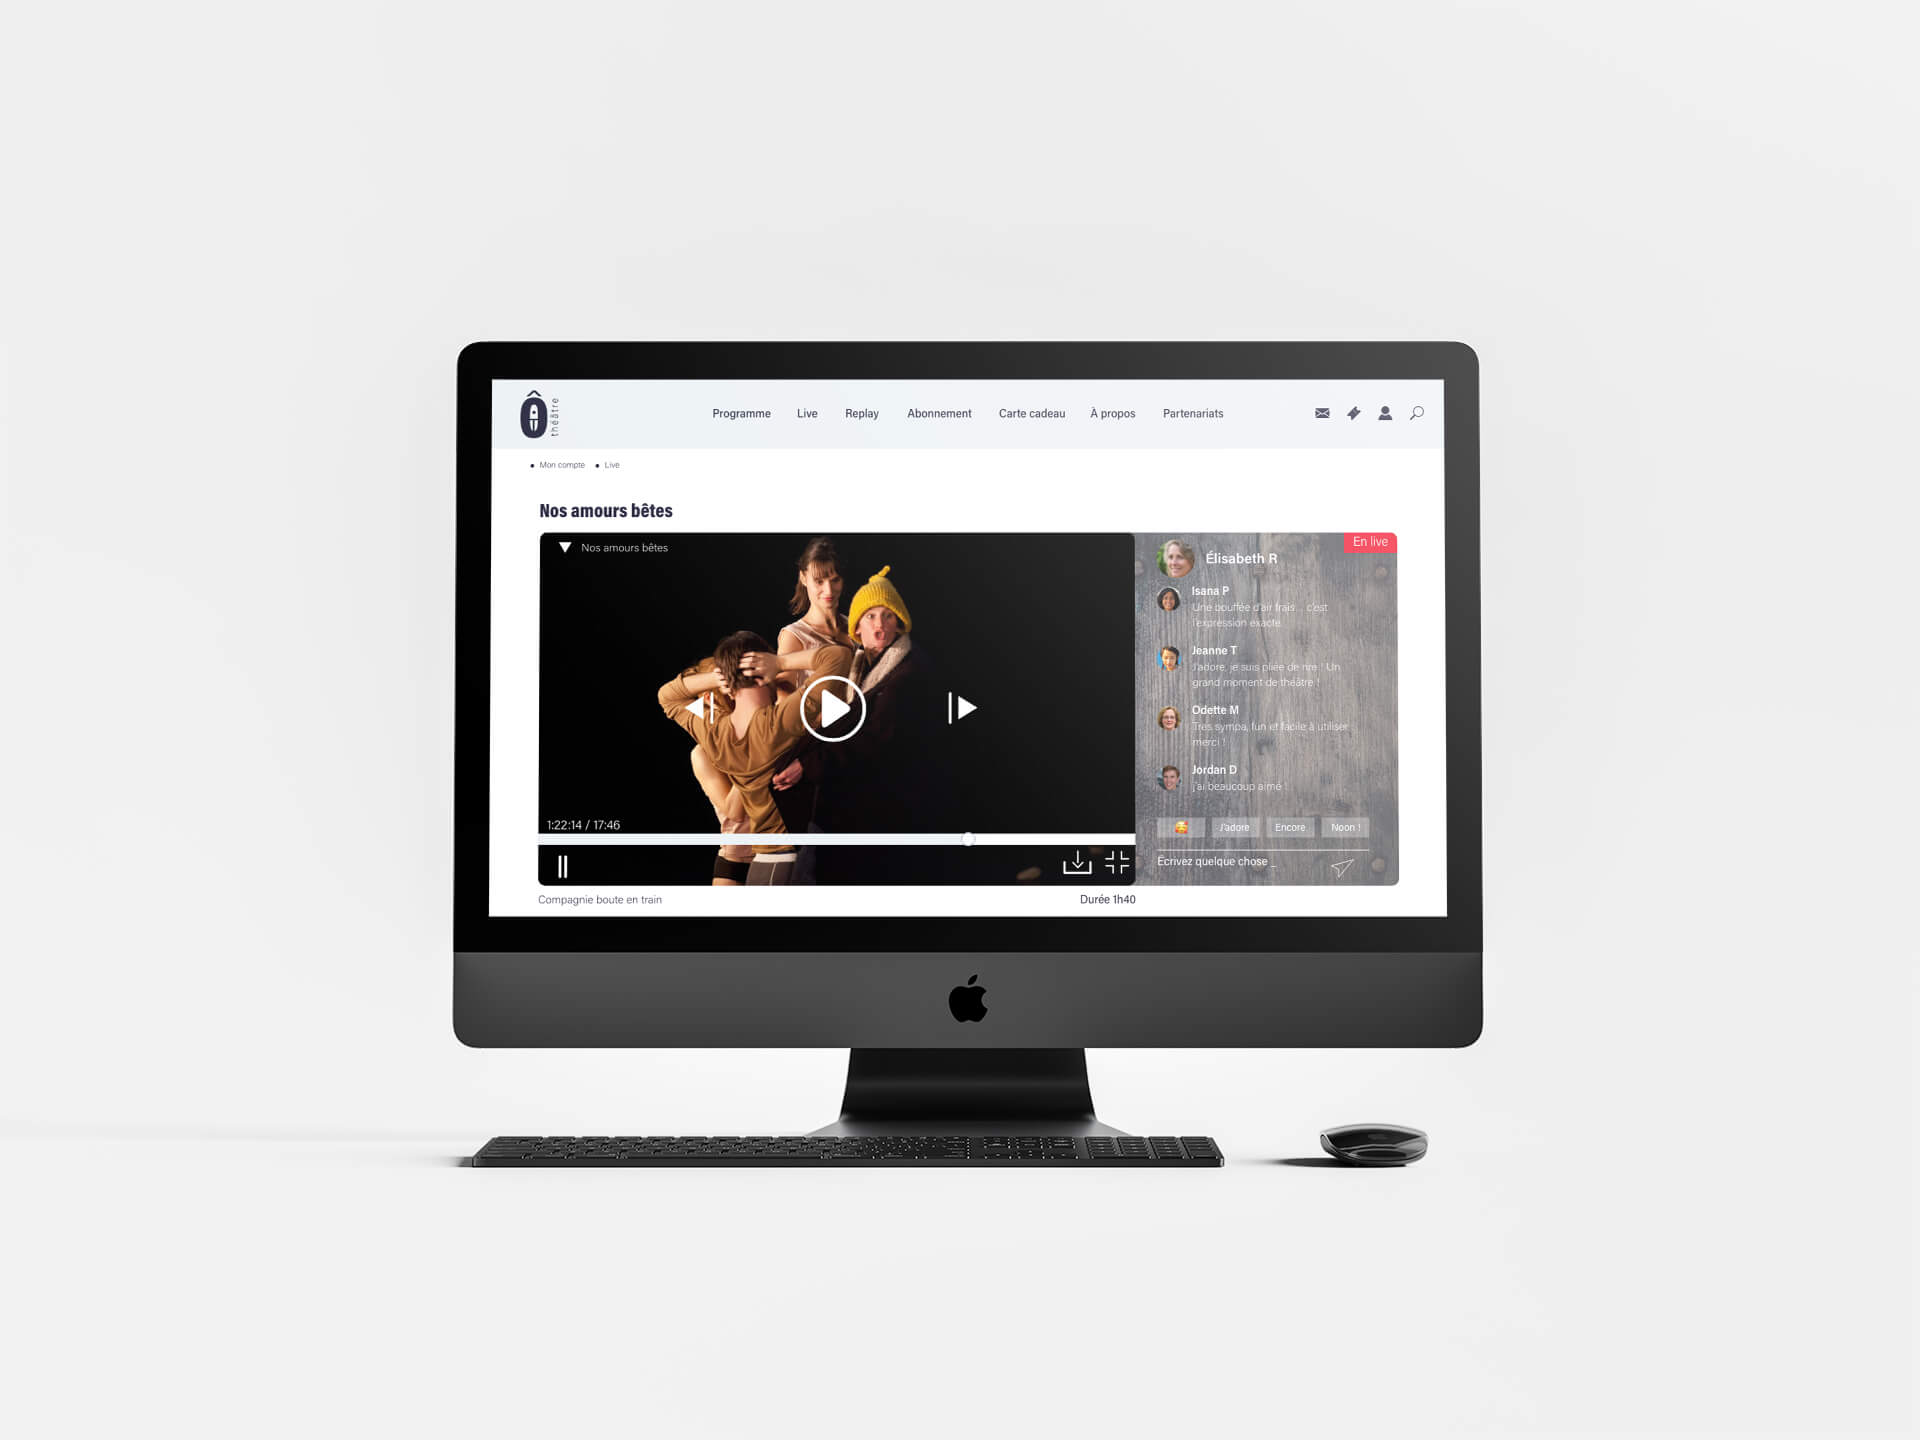 Ô théâtre
Programme Live Replay Abonnement Carte cadeau À propos Partenariats
Mon compte Live
Nos amours bêtes
Nos amours bêtes
1:22:14 / 17:46
En live
Élisabeth R
Isana P
Une bouffée d'air frais... c'est
l'expression exacte
Jeanne T
J'adore, je suis pliée de rire ! Un
grand moment de théâtre !
Odette M
Tres sympa, fun et facile à utiliser
merci !
Jordan D
j'ai beaucoup aimé !
J'adore Encore Noon !
Ecrivez quelque chose _
Compagnie boute en train
Durée 1h40